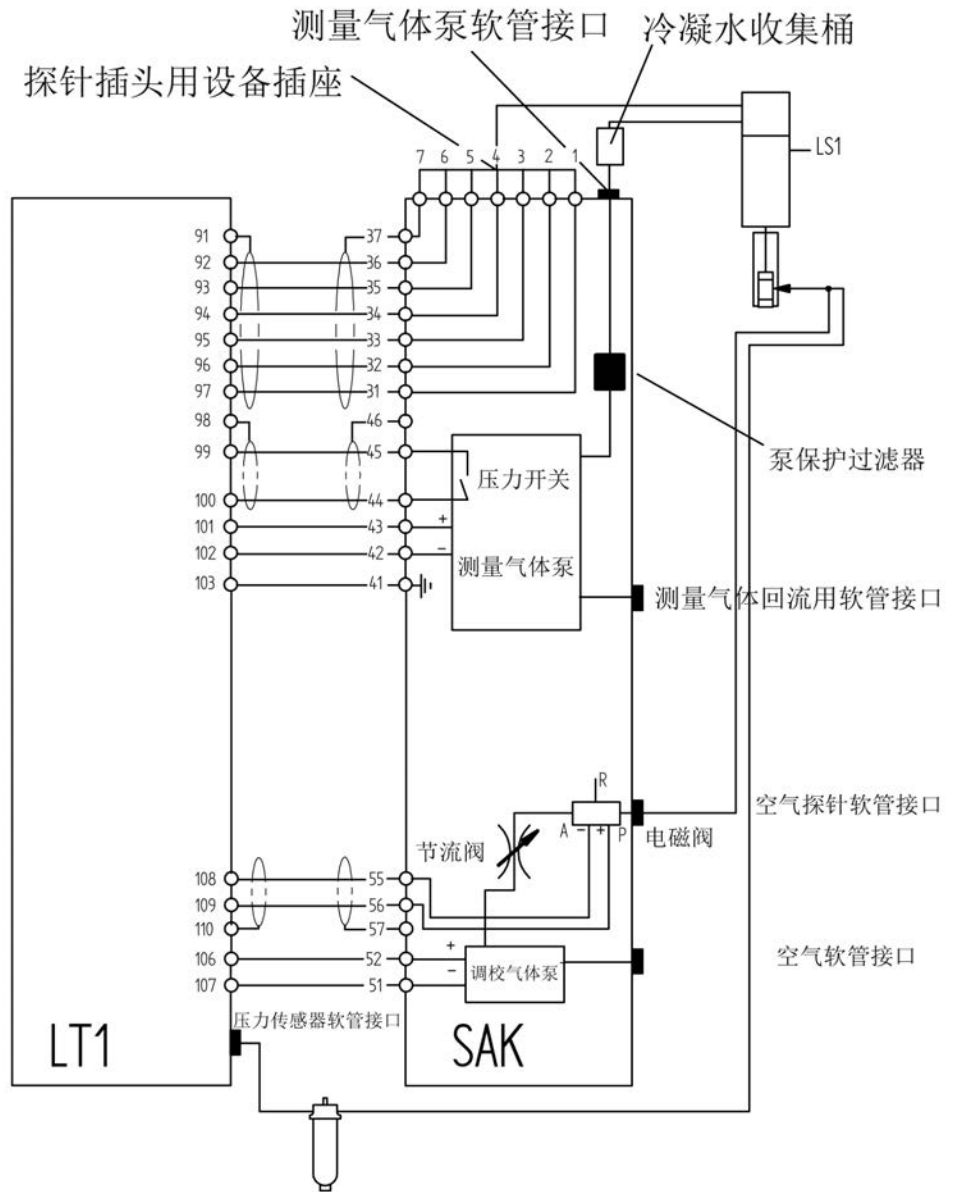 测量气体泵软管接口
冷凝水收集桶
探针插头用设备插座
LS1
7 6 5 4 3 2 1
91 37
92 36
93 35
94 34
95 33
96 32
97 31
98 46
99 45
100 44
101 43 +
102 42 -
103 41
压力开关
测量气体泵
泵保护过滤器
测量气体回流用软管接口
R
空气探针软管接口
A - + P
电磁阀
节流阀
108 55
109 56
110 57
106 52 +
107 51 -
调校气体泵
空气软管接口
压力传感器软管接口
LT1
SAK